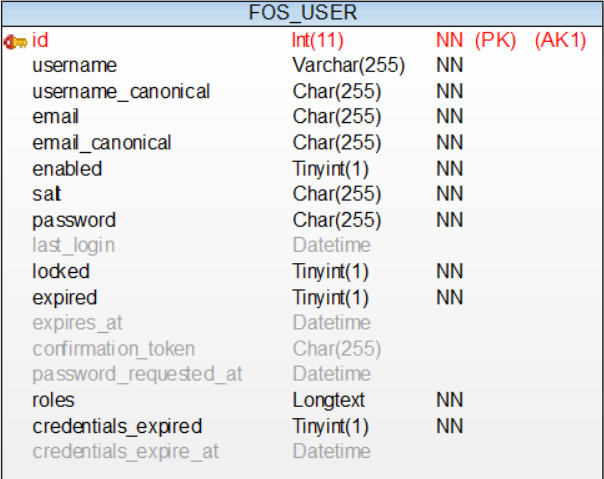 FOS_USER
id Int(11) NN (PK) (AK1)
username Varchar(255) NN
username_canonical Char(255) NN
email Char(255) NN
email_canonical Char(255) NN
enabled Tinyint(1) NN
salt Char(255) NN
password Char(255) NN
last_login Datetime
locked Tinyint(1) NN
expired Tinyint(1) NN
expires_at Datetime
confirmation_token Char(255)
password_requested_at Datetime
roles Longtext NN
credentials_expired Tinyint(1) NN
credentials_expire_at Datetime